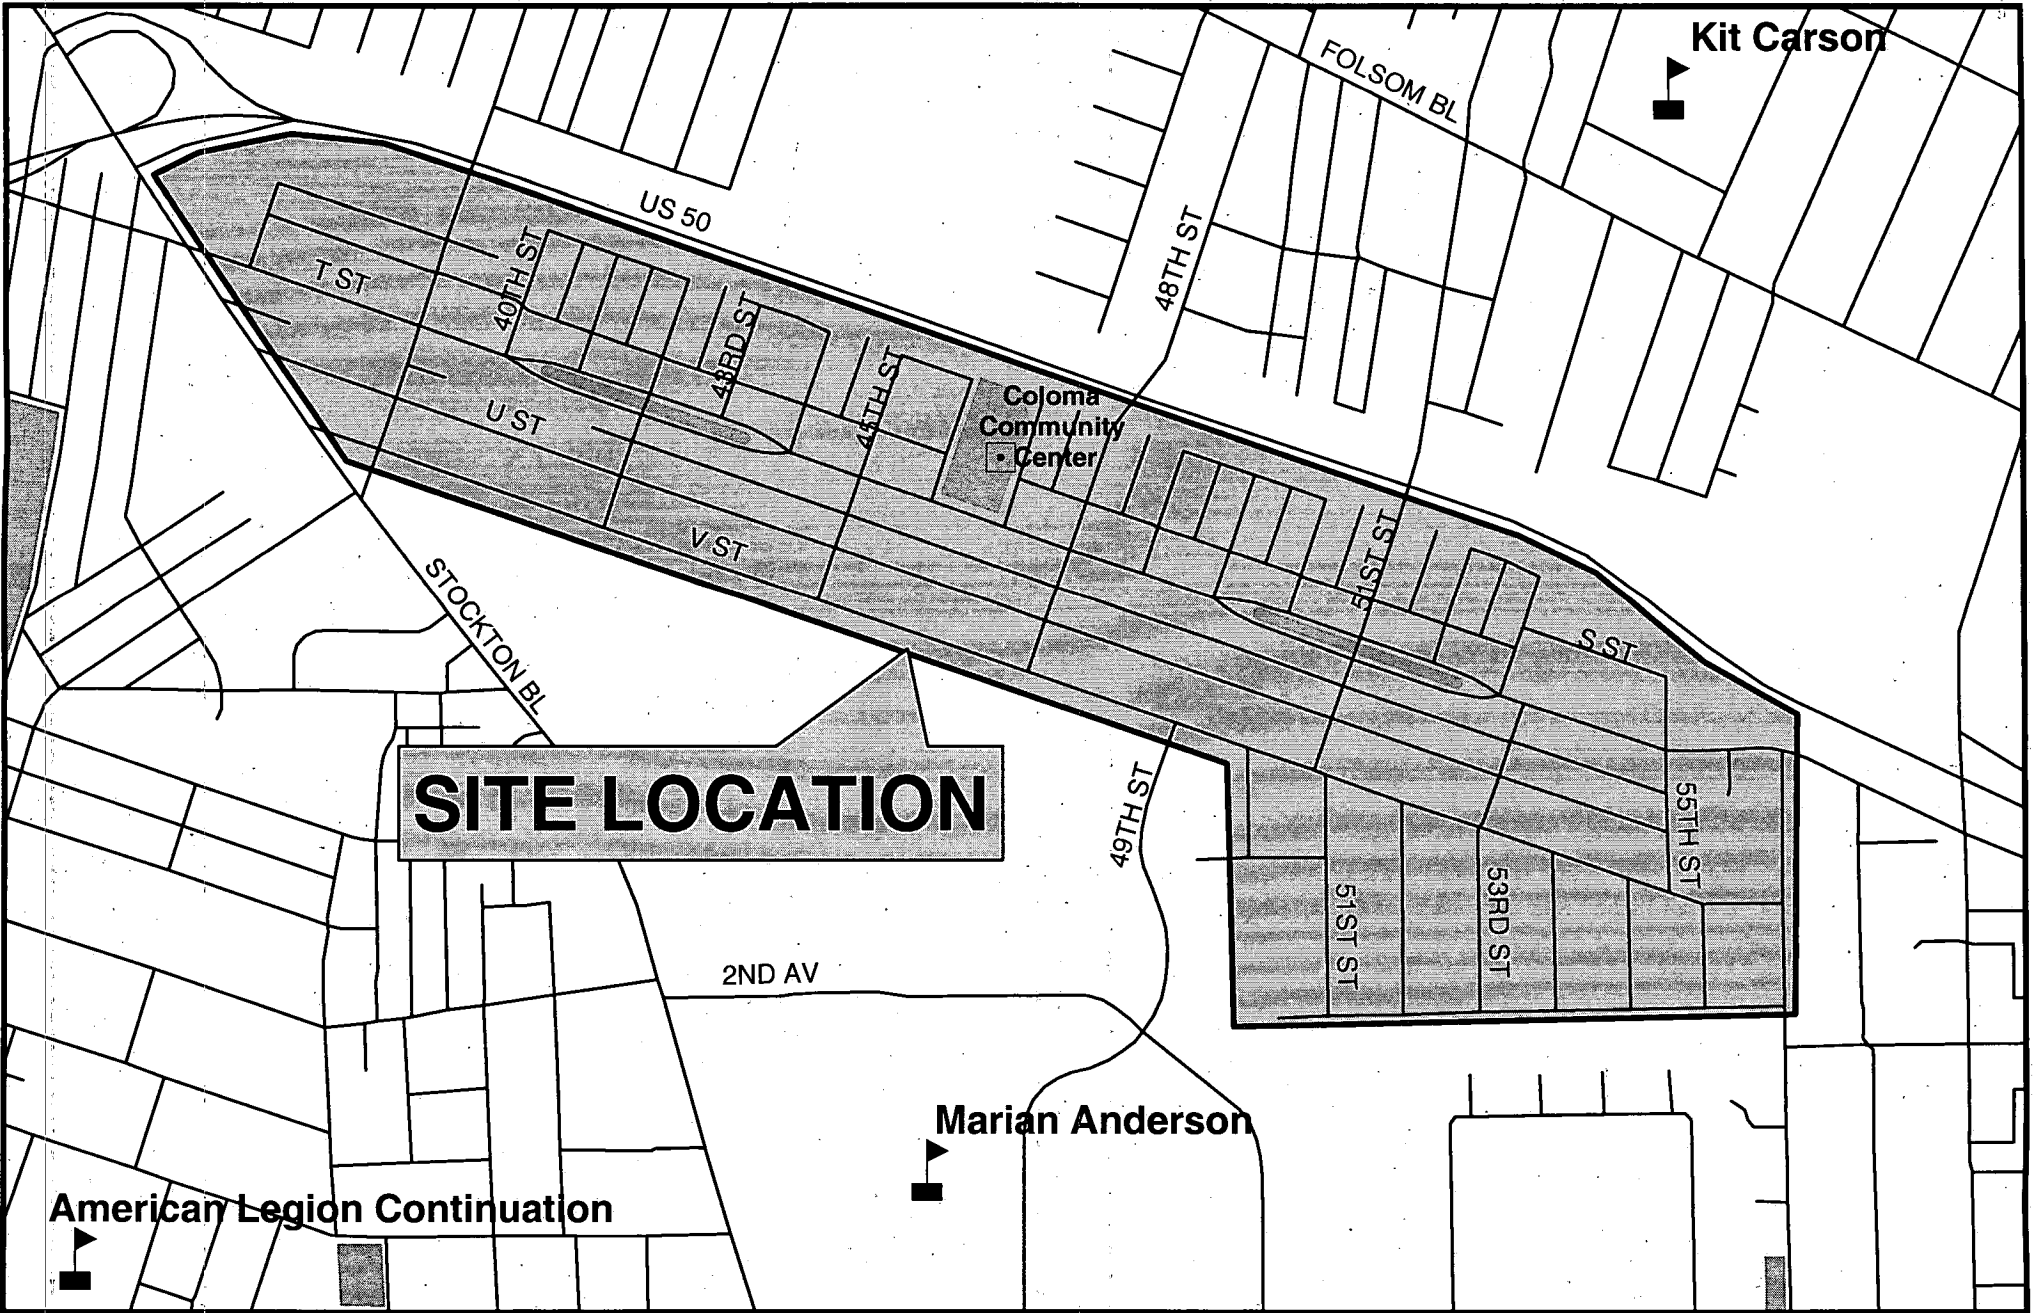 Kit Carson
FOLSOM BL
US 50
48TH ST
40TH ST
T ST
43RD ST
45TH ST
Coloma
Community
Center
U ST
V ST
51ST ST
S ST
STOCKTON BL
SITE LOCATION
49TH ST
55TH ST
51ST ST
53RD ST
2ND AV
Marian Anderson
American Legion Continuation